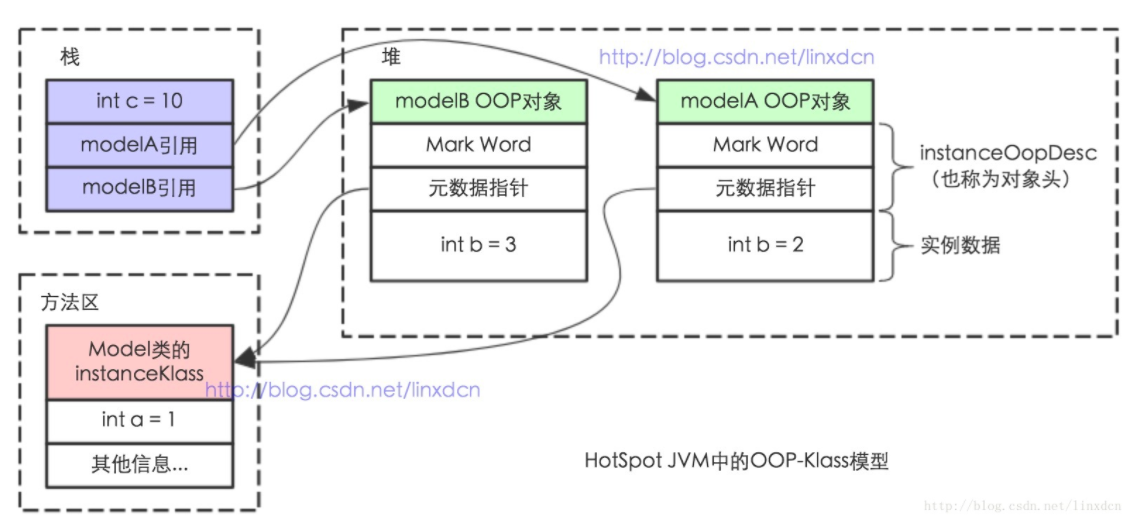 栈
int c = 10
modelA引用
modelB引用
堆
http://blog.csdn.net/linxdcn
modelB OOP对象
Mark Word
元数据指针
int b = 3
modelA OOP对象
Mark Word
元数据指针
int b = 2
instanceOopDesc
（也称为对象头）
实例数据
方法区
Model类的
instanceKlass
http://blog.csdn.net/linxdcn
int a = 1
其他信息...
HotSpot JVM中的OOP-Klass模型
http://blog.csdn.net/linxdcn